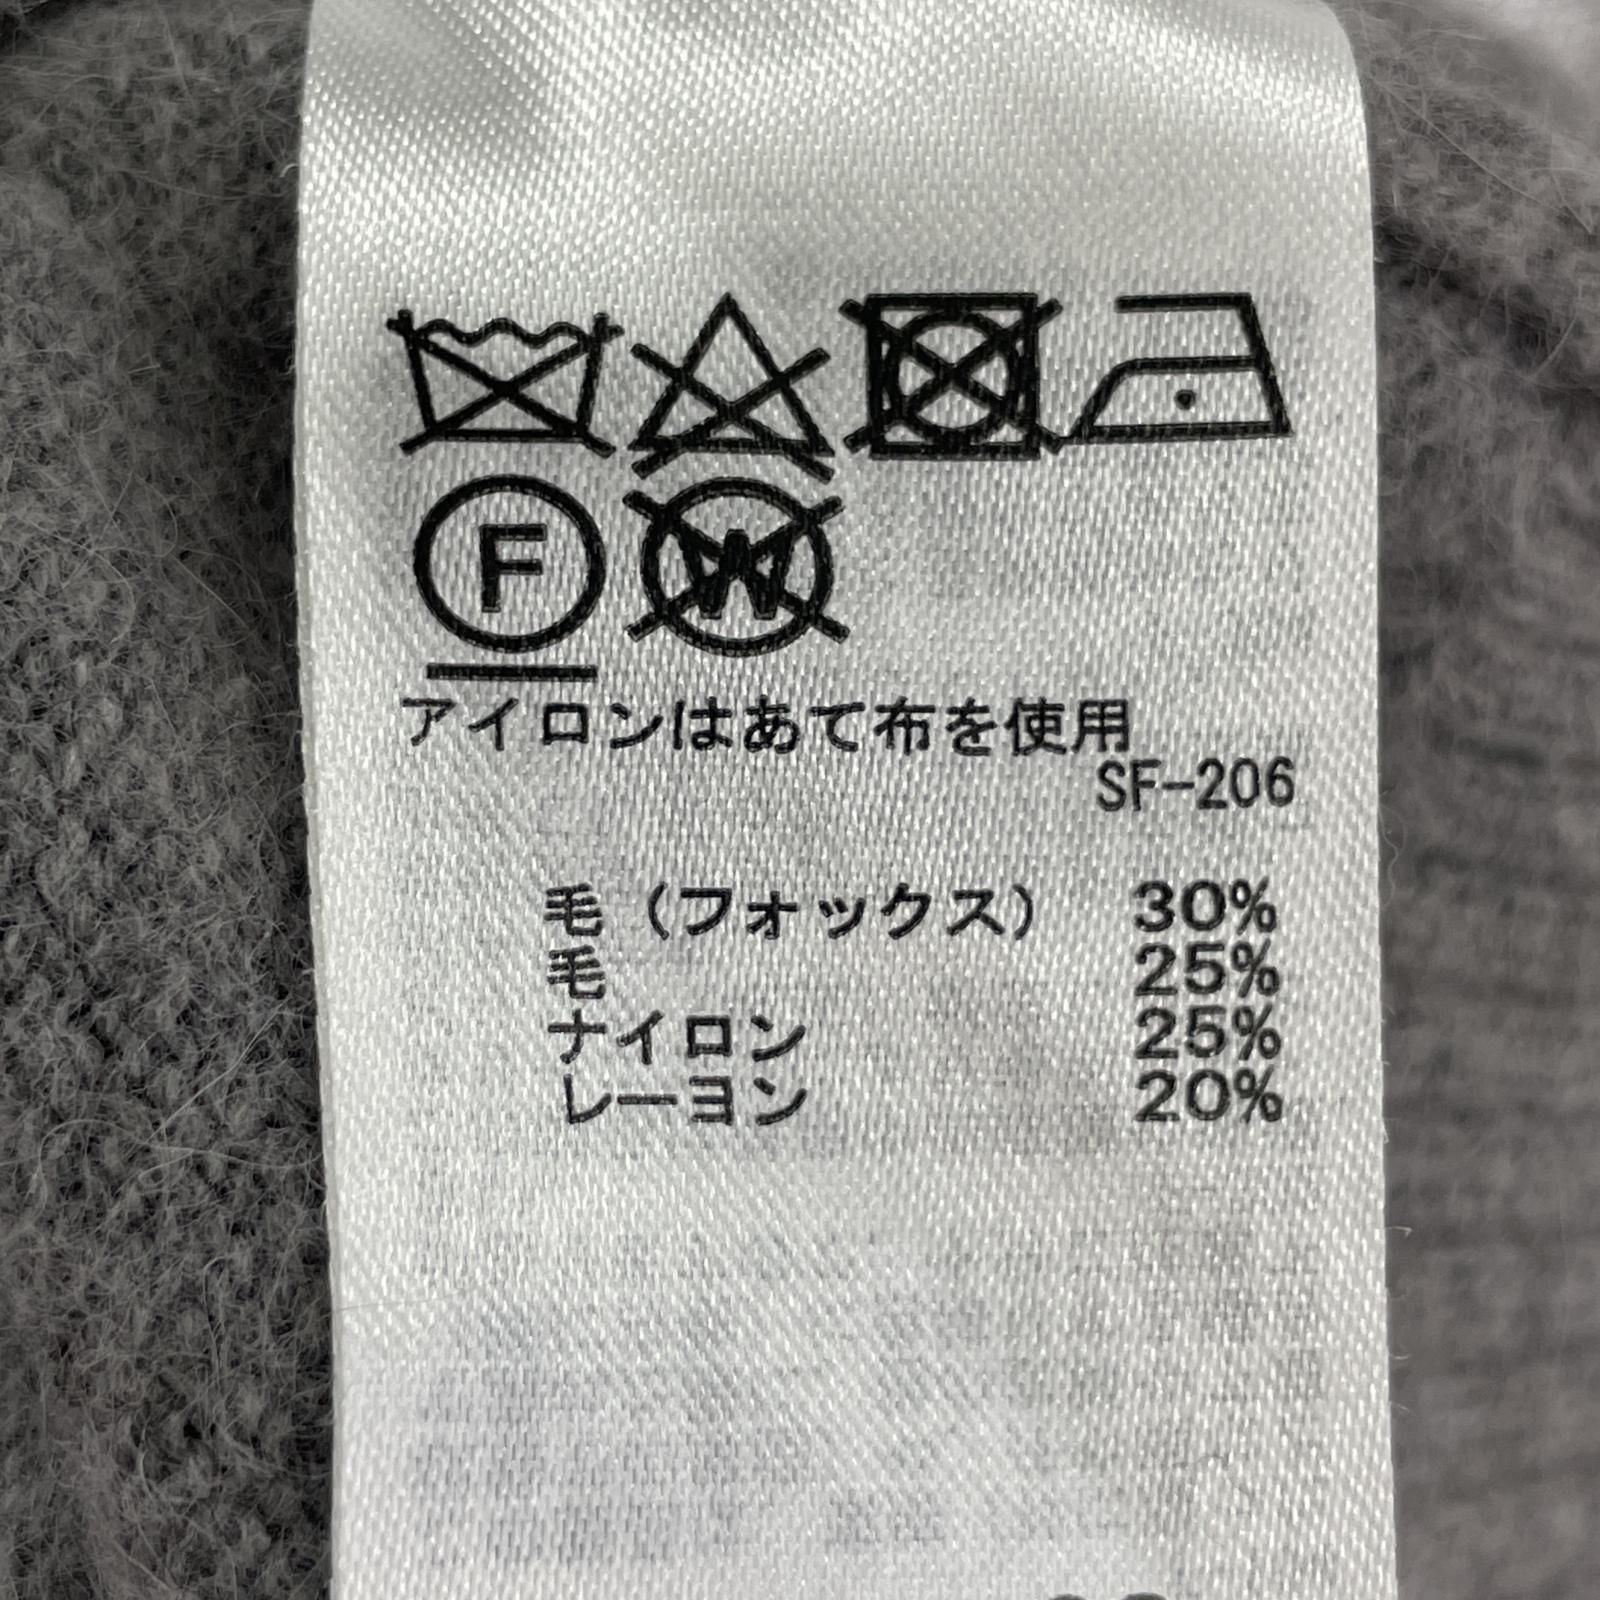 F W
アイロンはあて布を使用
SF-206
毛（フォックス） 30%
毛 25%
ナイロン 25%
レーヨン 20%